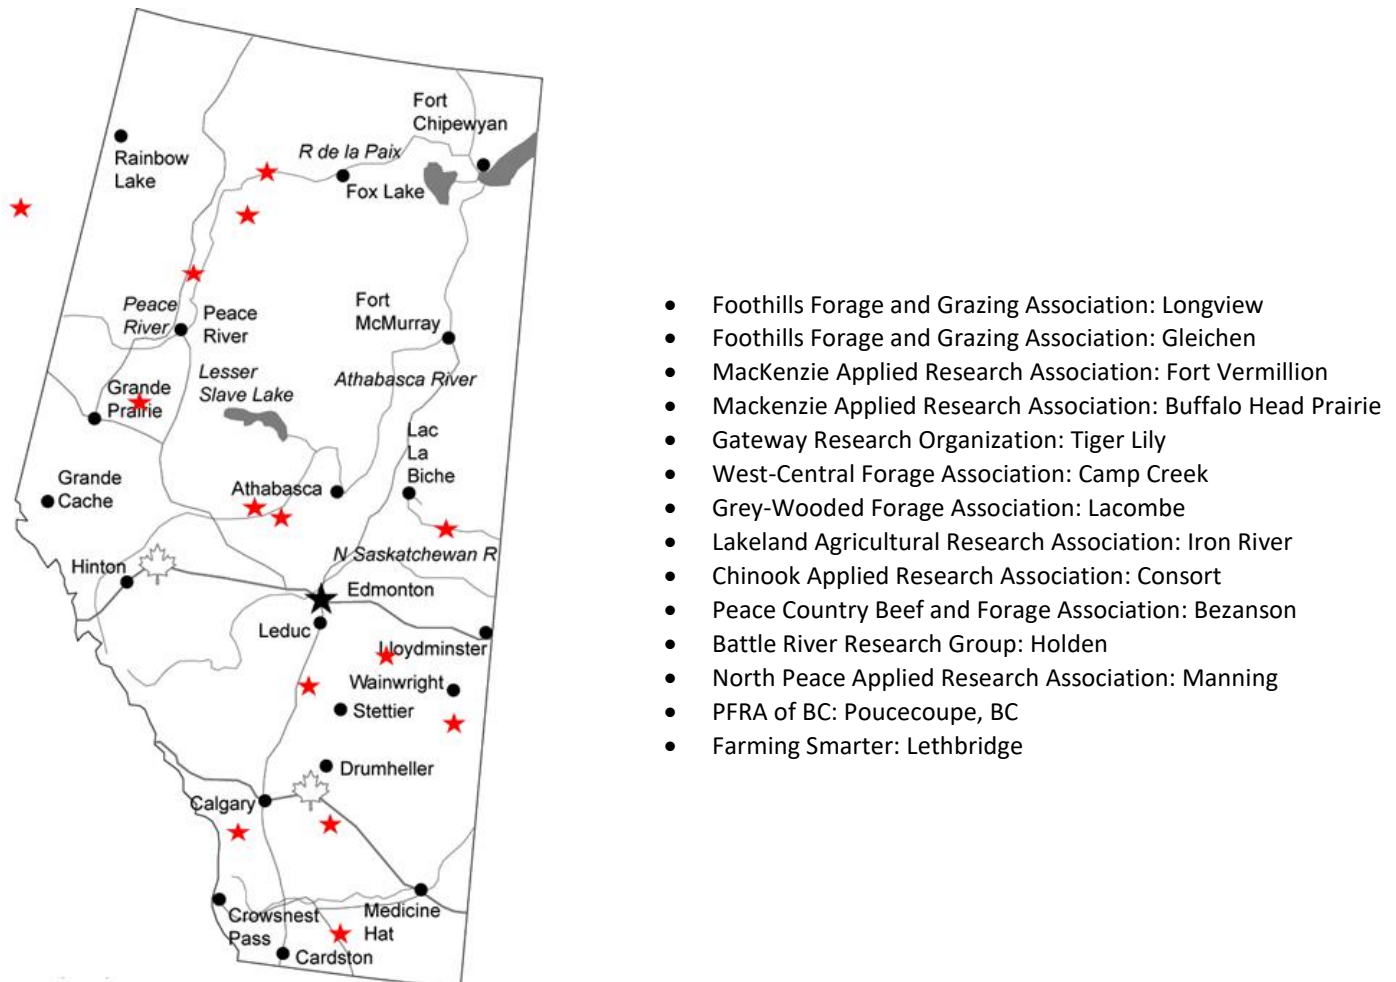 Fort
Chipewyan
R de la Paix
Rainbow
Lake
Fox Lake
Peace
River
Peace
River
Fort
McMurray
Lesser
Slave Lake
Athabasca River
Grande
Prairie
Lac
La
Biche
Grande
Cache
Athabasca
N Saskatchewan R
Hinton
Edmonton
Leduc
Lloydminster
Wainwright
Stettier
Drumheller
Calgary
Medicine
Hat
Crowsnest
Pass
Cardston
• Foothills Forage and Grazing Association: Longview
• Foothills Forage and Grazing Association: Gleichen
• MacKenzie Applied Research Association: Fort Vermillion
• Mackenzie Applied Research Association: Buffalo Head Prairie
• Gateway Research Organization: Tiger Lily
• West-Central Forage Association: Camp Creek
• Grey-Wooded Forage Association: Lacombe
• Lakeland Agricultural Research Association: Iron River
• Chinook Applied Research Association: Consort
• Peace Country Beef and Forage Association: Bezanson
• Battle River Research Group: Holden
• North Peace Applied Research Association: Manning
• PFRA of BC: Poucecoupe, BC
• Farming Smarter: Lethbridge